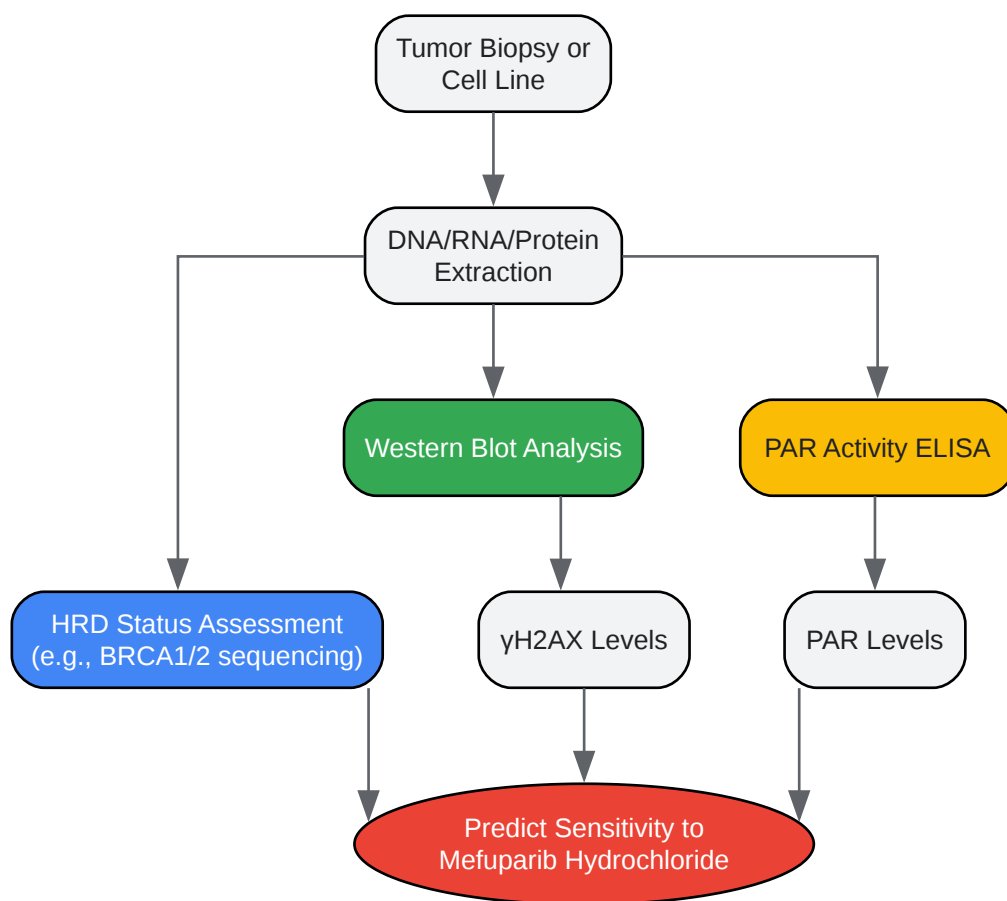 Tumor Biopsy or
Cell Line
DNA/RNA/Protein
Extraction
Western Blot Analysis
PAR Activity ELISA
HRD Status Assessment
(e.g., BRCA1/2 sequencing)
γH2AX Levels
PAR Levels
Predict Sensitivity to
Mefuparib Hydrochloride